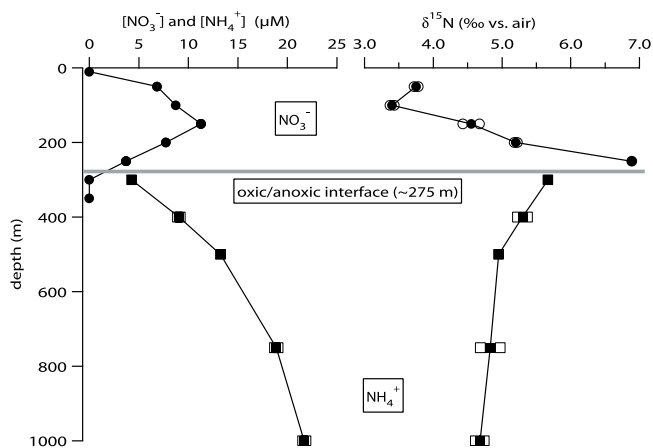 [NO₃⁻] and [NH₄⁺] (µM)
δ¹⁵N (‰ vs. air)
0 5 10 15 20 25 3.0 4.0 5.0 6.0 7.0
0
NO₃⁻
200
oxic/anoxic interface (~275 m)
400
depth (m)
600
800
NH₄⁺
1000